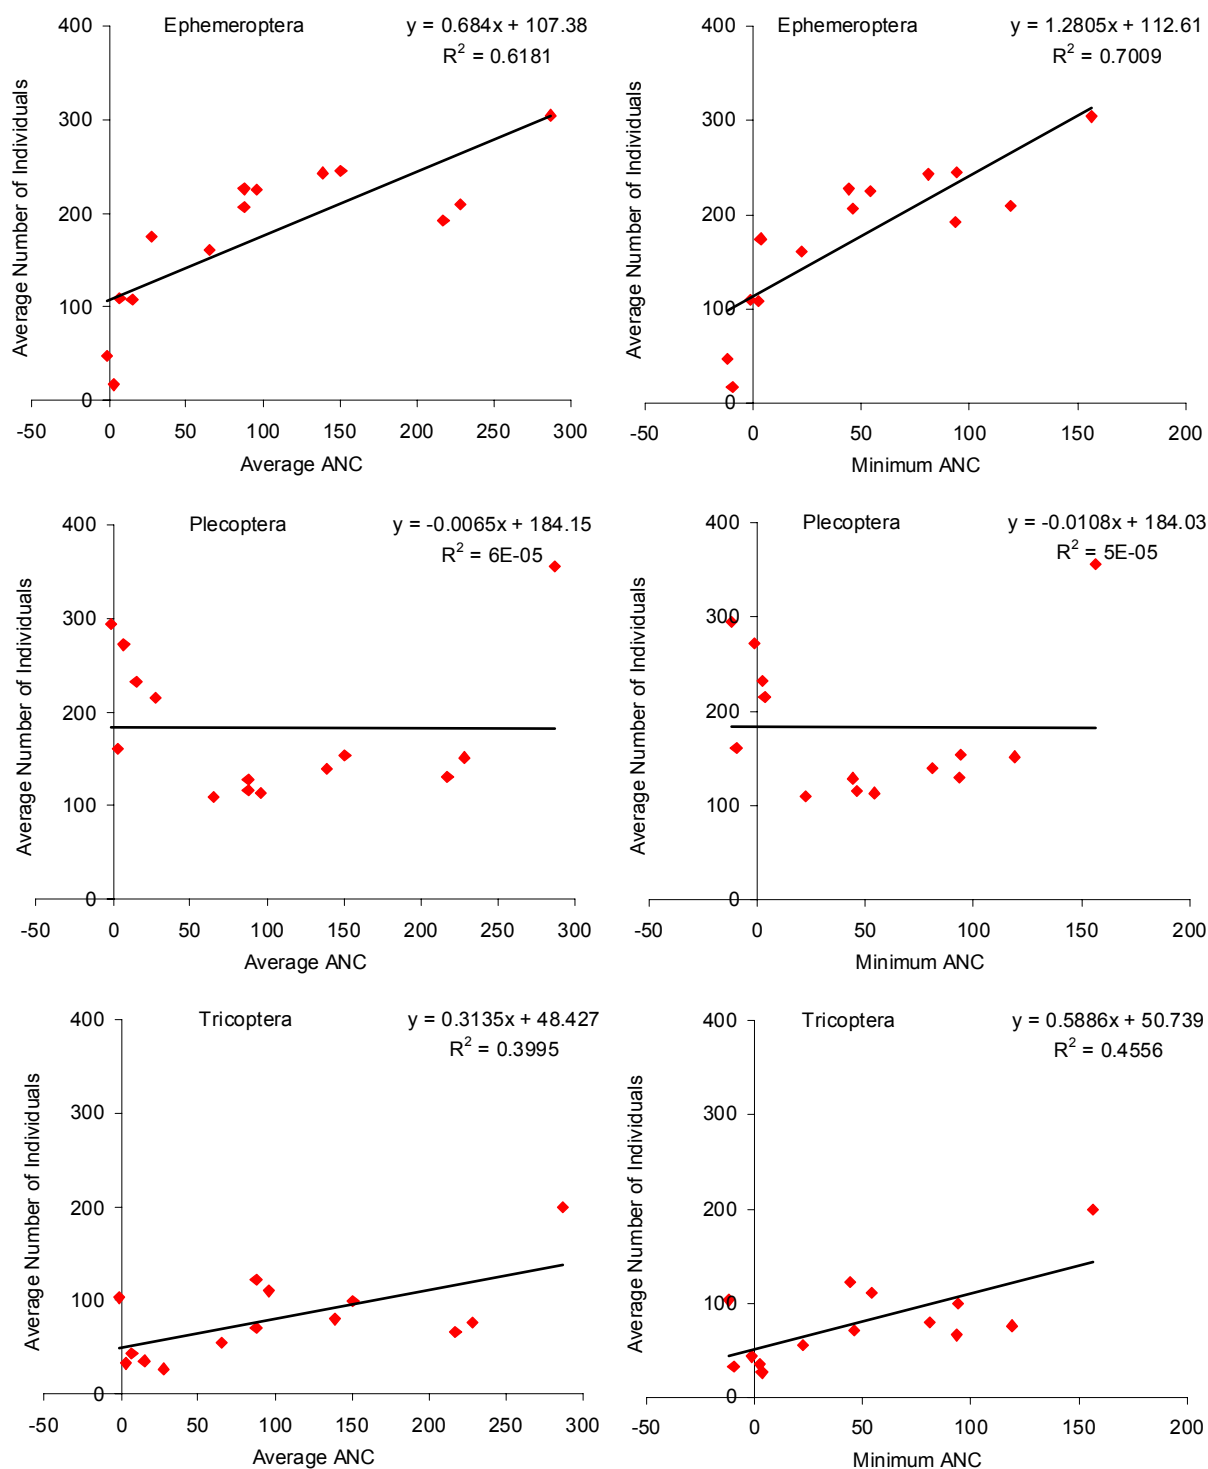 Ephemeroptera
y = 0.684x + 107.38
R² = 0.6181
Average Number of Individuals
400
300
200
100
0
-50 0 50 100 150 200 250 300
Average ANC
Ephemeroptera
y = 1.2805x + 112.61
R² = 0.7009
Average Number of Individuals
400
300
200
100
0
-50 0 50 100 150 200
Minimum ANC
Plecoptera
y = -0.0065x + 184.15
R² = 6E-05
Average Number of Individuals
400
300
200
100
0
-50 0 50 100 150 200 250 300
Average ANC
Plecoptera
y = -0.0108x + 184.03
R² = 5E-05
Average Number of Individuals
400
300
200
100
0
-50 0 50 100 150 200
Minimum ANC
Tricoptera
y = 0.3135x + 48.427
R² = 0.3995
Average Number of Individuals
400
300
200
100
0
-50 0 50 100 150 200 250 300
Average ANC
Tricoptera
y = 0.5886x + 50.739
R² = 0.4556
Average Number of Individuals
400
300
200
100
0
-50 0 50 100 150 200
Minimum ANC